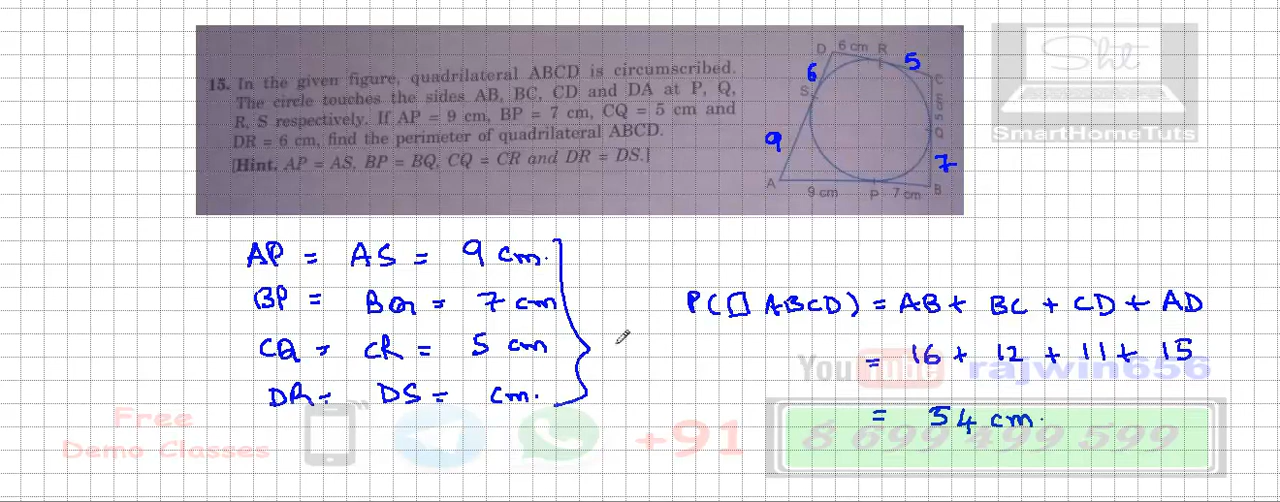 15. In the given figure, quadrilateral ABCD is circumscribed.
The circle touches the sides AB, BC, CD and DA at P, Q,
R, S respectively. If AP = 9 cm, BP = 7 cm, CQ = 5 cm and
DR = 6 cm, find the perimeter of quadrilateral ABCD.
[Hint. AP = AS, BP = BQ, CQ = CR and DR = DS.]
D 6 cm R
6 5
S C
5
Q
9 7
A 9 cm P 7 cm B
Sht
SmartHomeTuts
AP = AS = 9 cm.
BP = BQ = 7 cm
CQ = CR = 5 cm
DR = DS = cm.
P(□ ABCD) = AB + BC + CD + AD
= 16 + 12 + 11 + 15
= 54 cm.
YouTube rajwin656
Free
Demo Classes
+91 8 699 499 599